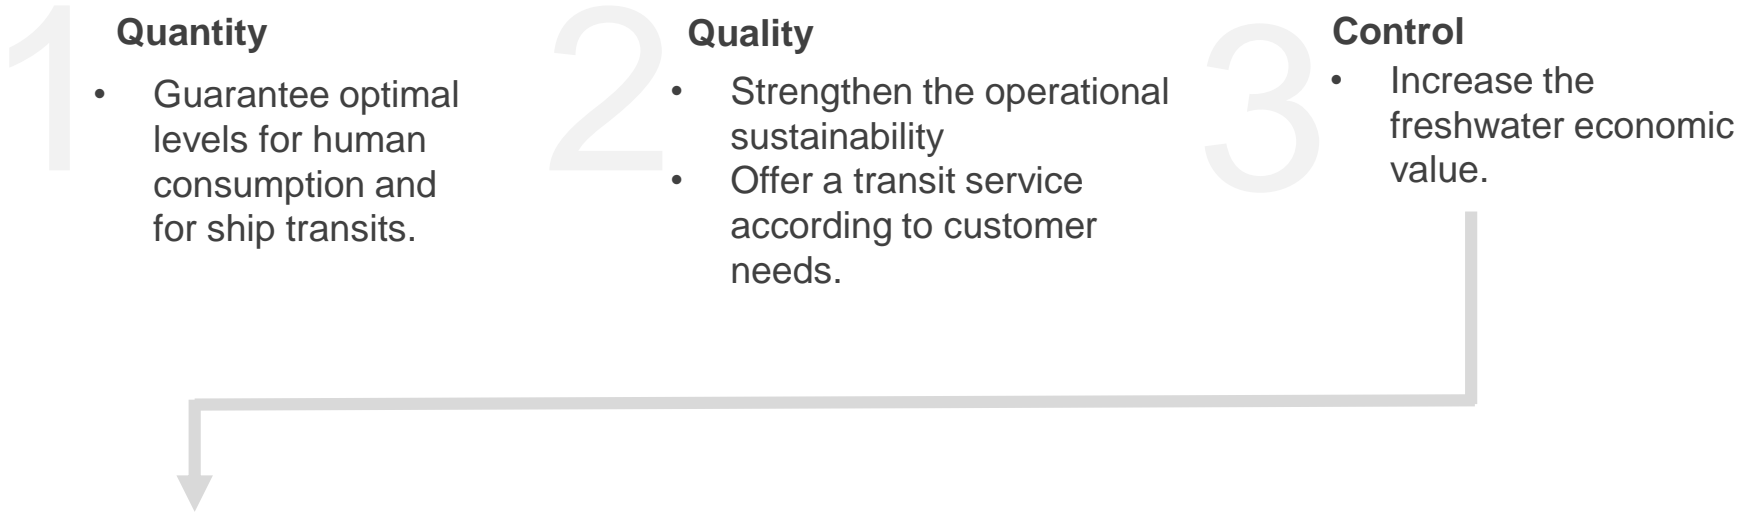 1
Quantity
• Guarantee optimal
levels for human
consumption and
for ship transits.
2
Quality
• Strengthen the operational
sustainability
• Offer a transit service
according to customer
needs.
3
Control
• Increase the
freshwater economic
value.